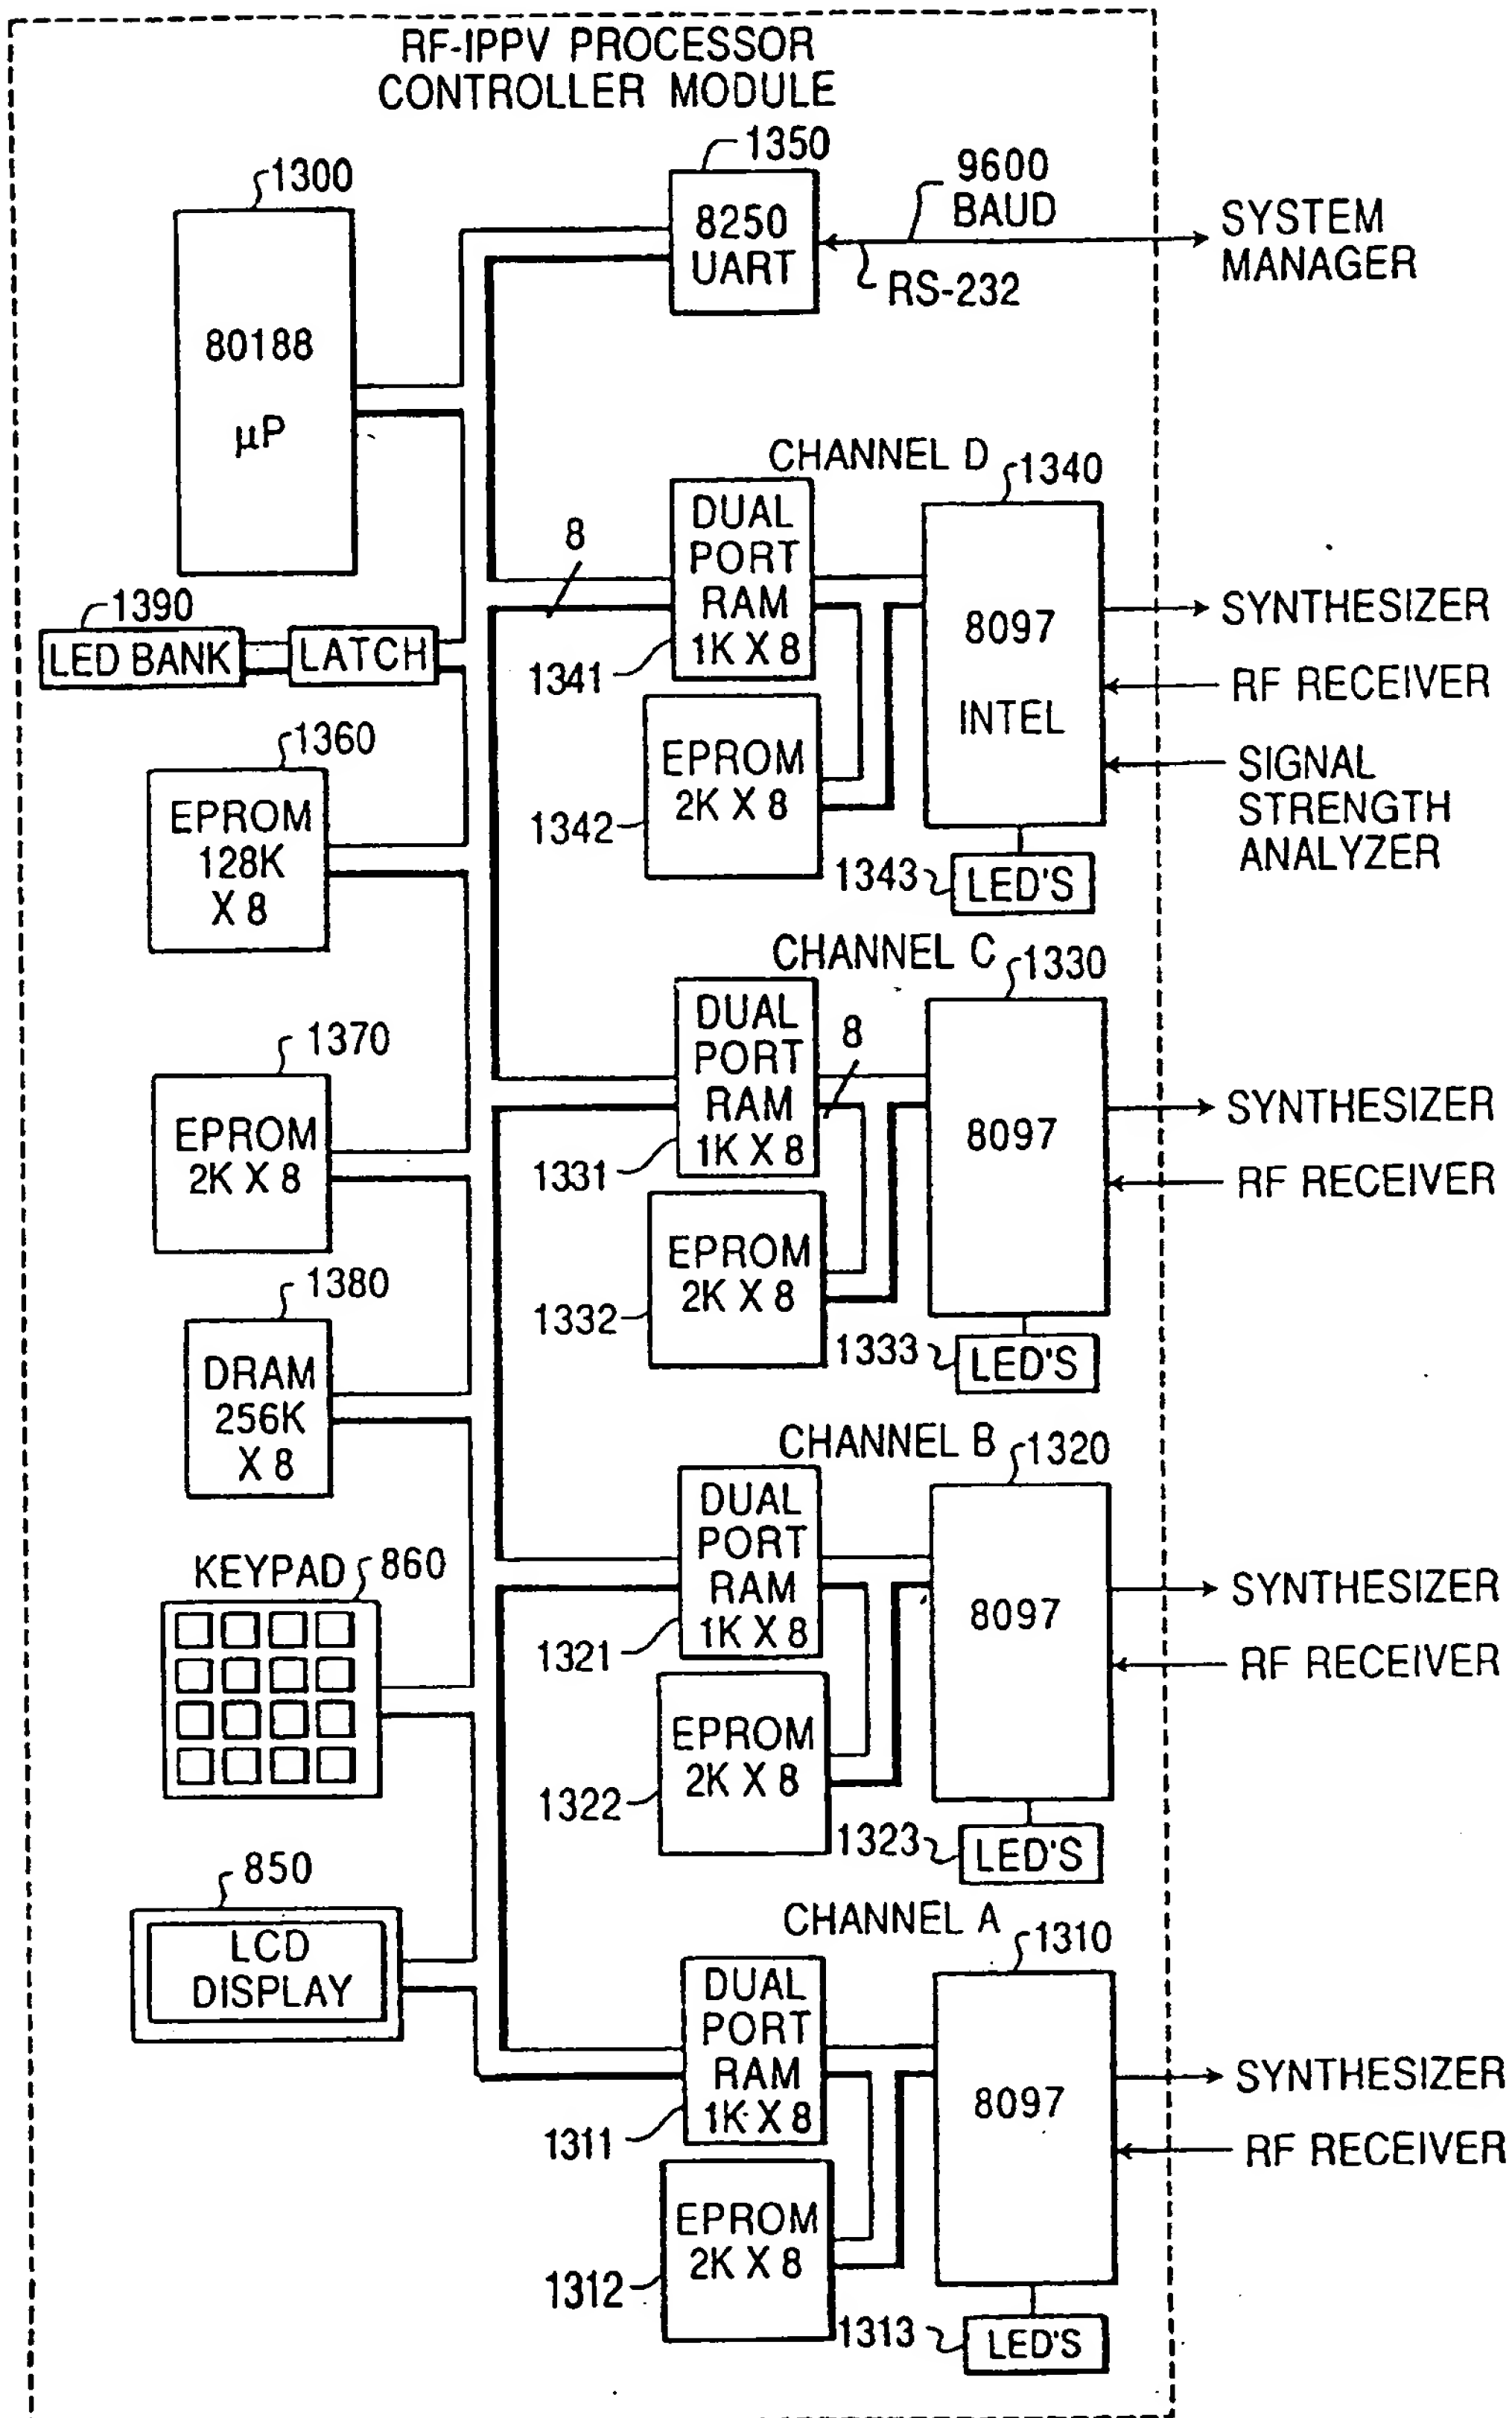 RF-IPPV PROCESSOR
CONTROLLER MODULE
1350
1300
9600
BAUD
8250
UART
SYSTEM
MANAGER
RS-232
80188
µP
CHANNEL D
1340
DUAL
PORT
RAM
1K X 8
8
1341
8097
INTEL
SYNTHESIZER
RF RECEIVER
SIGNAL
STRENGTH
ANALYZER
1390
LED BANK
LATCH
EPROM
2K X 8
1342
1343
LED'S
1360
EPROM
128K
X 8
CHANNEL C
1330
DUAL
PORT
RAM
1K X 8
8
1331
8097
SYNTHESIZER
RF RECEIVER
1370
EPROM
2K X 8
EPROM
2K X 8
1332
1333
LED'S
1380
DRAM
256K
X 8
CHANNEL B
1320
DUAL
PORT
RAM
1K X 8
1321
8097
SYNTHESIZER
RF RECEIVER
KEYPAD
860
EPROM
2K X 8
1322
1323
LED'S
850
LCD
DISPLAY
CHANNEL A
1310
DUAL
PORT
RAM
1K X 8
1311
8097
SYNTHESIZER
RF RECEIVER
EPROM
2K X 8
1312
1313
LED'S